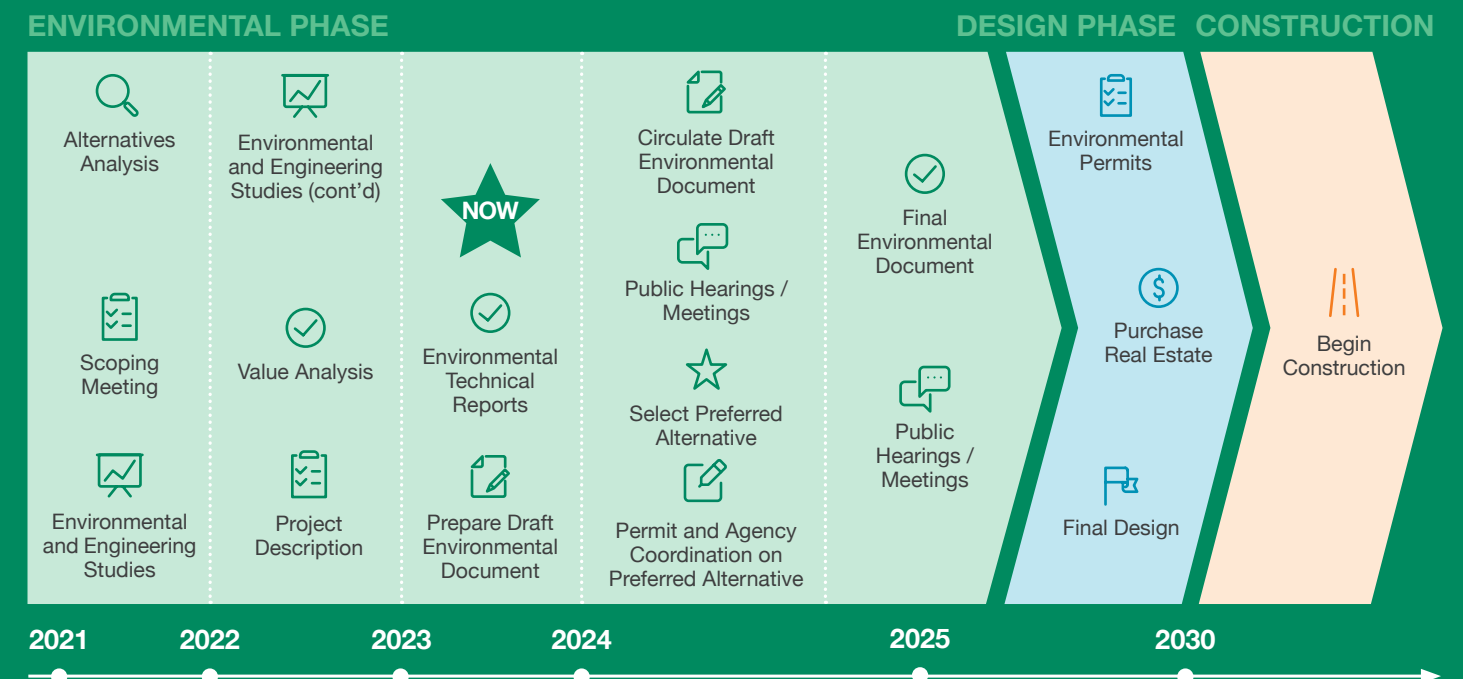 ENVIRONMENTAL PHASE
DESIGN PHASE
CONSTRUCTION
Alternatives
Analysis
Scoping
Meeting
Environmental
and Engineering
Studies
Environmental
and Engineering
Studies (cont’d)
Value Analysis
Project
Description
NOW
Environmental
Technical
Reports
Prepare Draft
Environmental
Document
Circulate Draft
Environmental
Document
Public Hearings /
Meetings
Select Preferred
Alternative
Permit and Agency
Coordination on
Preferred Alternative
Final
Environmental
Document
Public
Hearings /
Meetings
Environmental
Permits
$
Purchase
Real Estate
Final Design
Begin
Construction
2021
2022
2023
2024
2025
2030